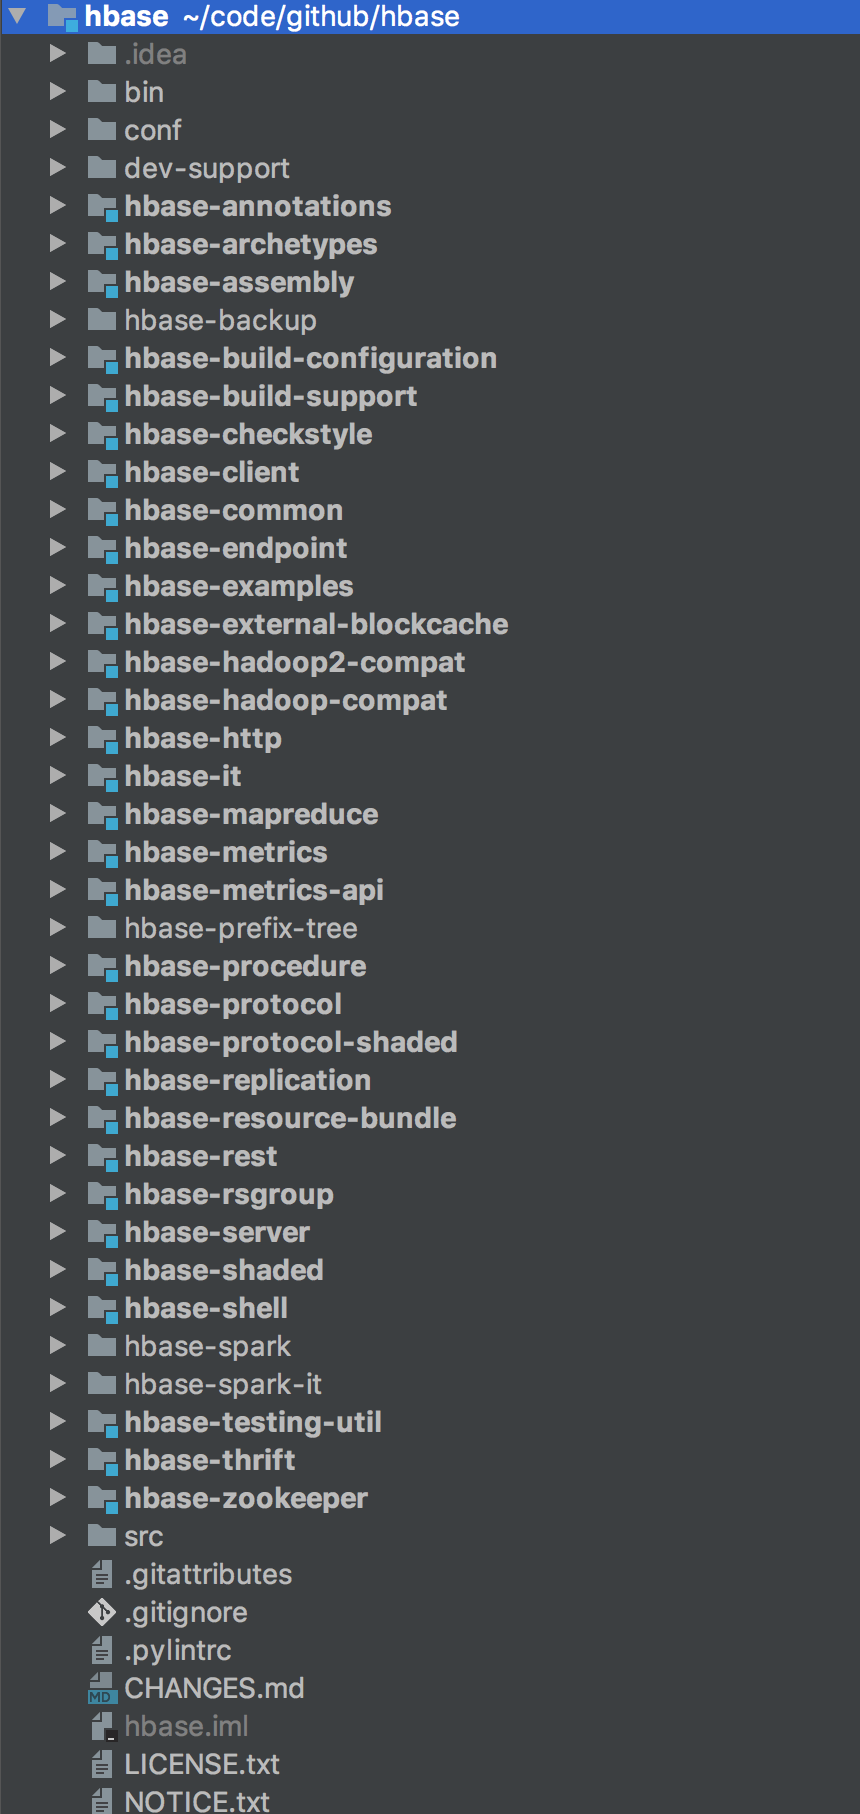 hbase ~/code/github/hbase
.idea
bin
conf
dev-support
hbase-annotations
hbase-archetypes
hbase-assembly
hbase-backup
hbase-build-configuration
hbase-build-support
hbase-checkstyle
hbase-client
hbase-common
hbase-endpoint
hbase-examples
hbase-external-blockcache
hbase-hadoop2-compat
hbase-hadoop-compat
hbase-http
hbase-it
hbase-mapreduce
hbase-metrics
hbase-metrics-api
hbase-prefix-tree
hbase-procedure
hbase-protocol
hbase-protocol-shaded
hbase-replication
hbase-resource-bundle
hbase-rest
hbase-rsgroup
hbase-server
hbase-shaded
hbase-shell
hbase-spark
hbase-spark-it
hbase-testing-util
hbase-thrift
hbase-zookeeper
src
.gitattributes
.gitignore
.pylintrc
MD CHANGES.md
hbase.iml
LICENSE.txt
NOTICE.txt